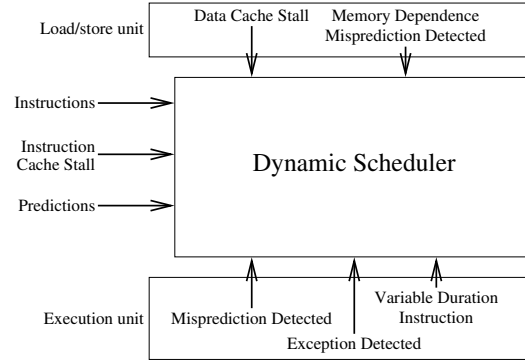 Load/store unit
Data Cache Stall
Memory Dependence
Misprediction Detected
Instructions
Instruction
Cache Stall
Predictions
Dynamic Scheduler
Execution unit
Misprediction Detected
Exception Detected
Variable Duration
Instruction